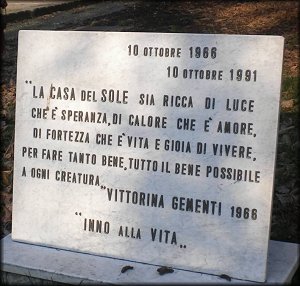 10 OTTOBRE 1966
10 OTTOBRE 1991
"LA CASA DEL SOLE SIA RICCA DI LUCE
CH'È SPERANZA, DI CALORE CHE È AMORE,
DI FORTEZZA CHE È VITA E GIOIA DI VIVERE,
PER FARE TANTO BENE, TUTTO IL BENE POSSIBILE
A OGNI CREATURA"
VITTORINA GEMENTI 1966
"INNO ALLA VITA"